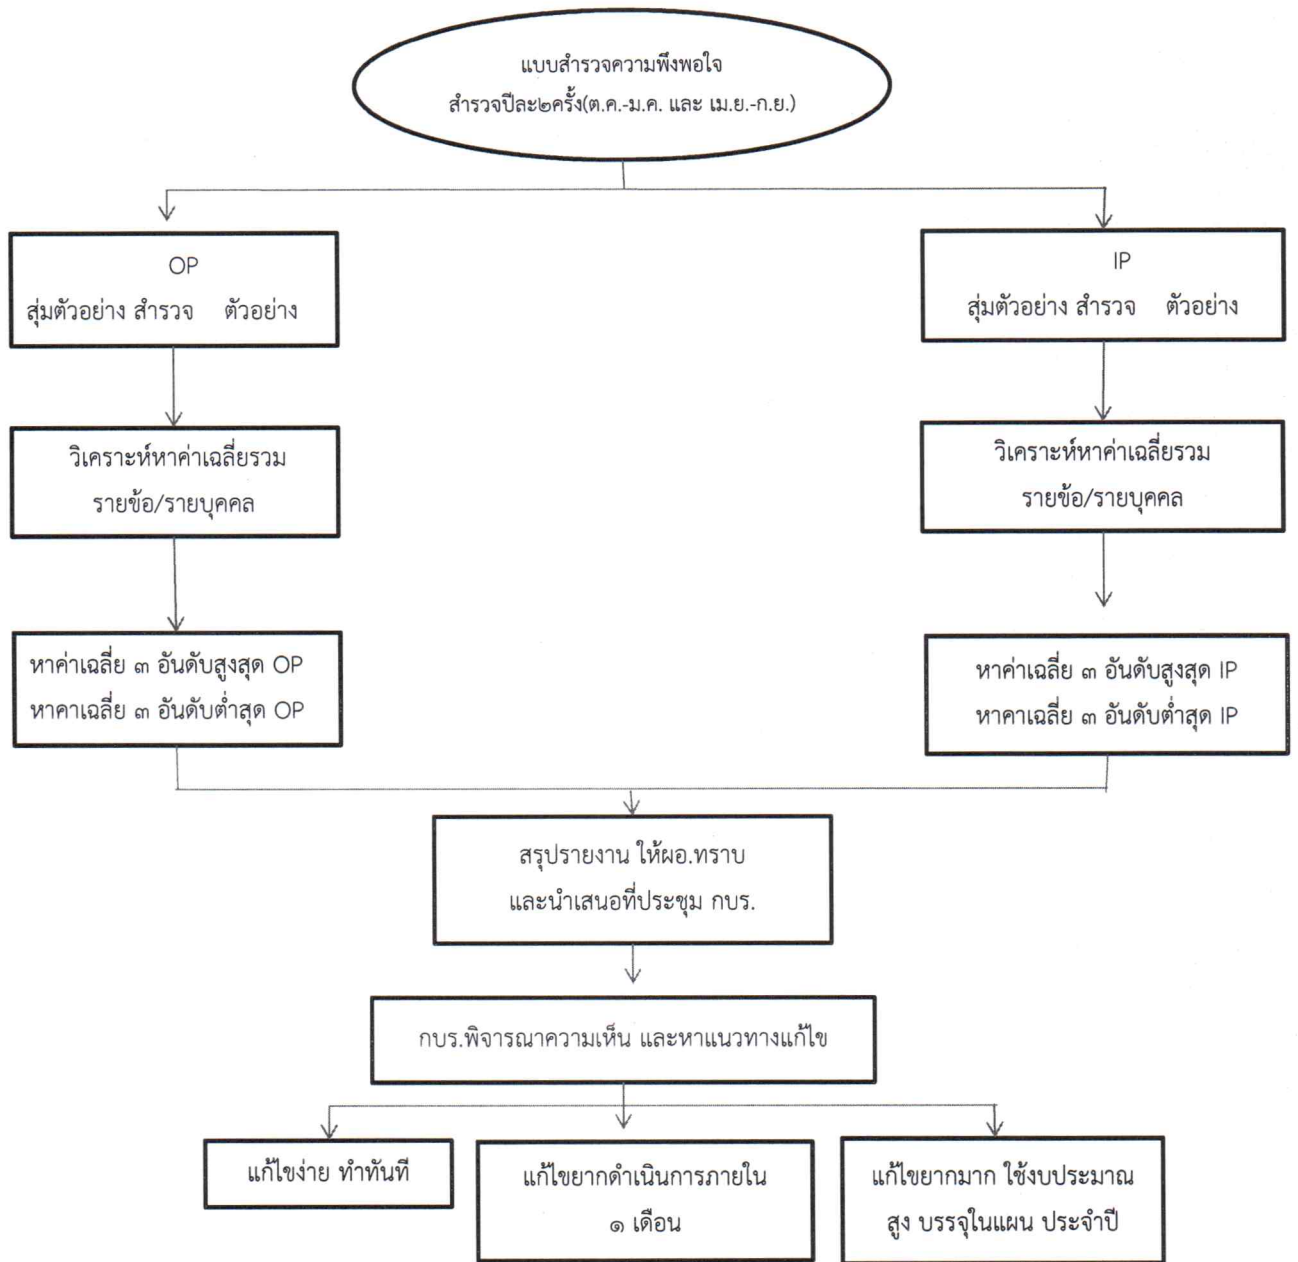 แบบสำรวจความพึงพอใจ
สำรวจปีละ๒ครั้ง(ต.ค.-ม.ค. และ เม.ย.-ก.ย.)
OP
สุ่มตัวอย่าง สำรวจ ตัวอย่าง
IP
สุ่มตัวอย่าง สำรวจ ตัวอย่าง
วิเคราะห์หาค่าเฉลี่ยรวม
รายข้อ/รายบุคคล
วิเคราะห์หาค่าเฉลี่ยรวม
รายข้อ/รายบุคคล
หาค่าเฉลี่ย ๓ อันดับสูงสุด OP
หาคาเฉลี่ย ๓ อันดับต่ำสุด OP
หาค่าเฉลี่ย ๓ อันดับสูงสุด IP
หาคาเฉลี่ย ๓ อันดับต่ำสุด IP
สรุปรายงาน ให้ผอ.ทราบ
และนำเสนอที่ประชุม กบร.
กบร.พิจารณาความเห็น และหาแนวทางแก้ไข
แก้ไขง่าย ทำทันที
แก้ไขยากดำเนินการภายใน
๑ เดือน
แก้ไขยากมาก ใช้งบประมาณ
สูง บรรจุในแผน ประจำปี